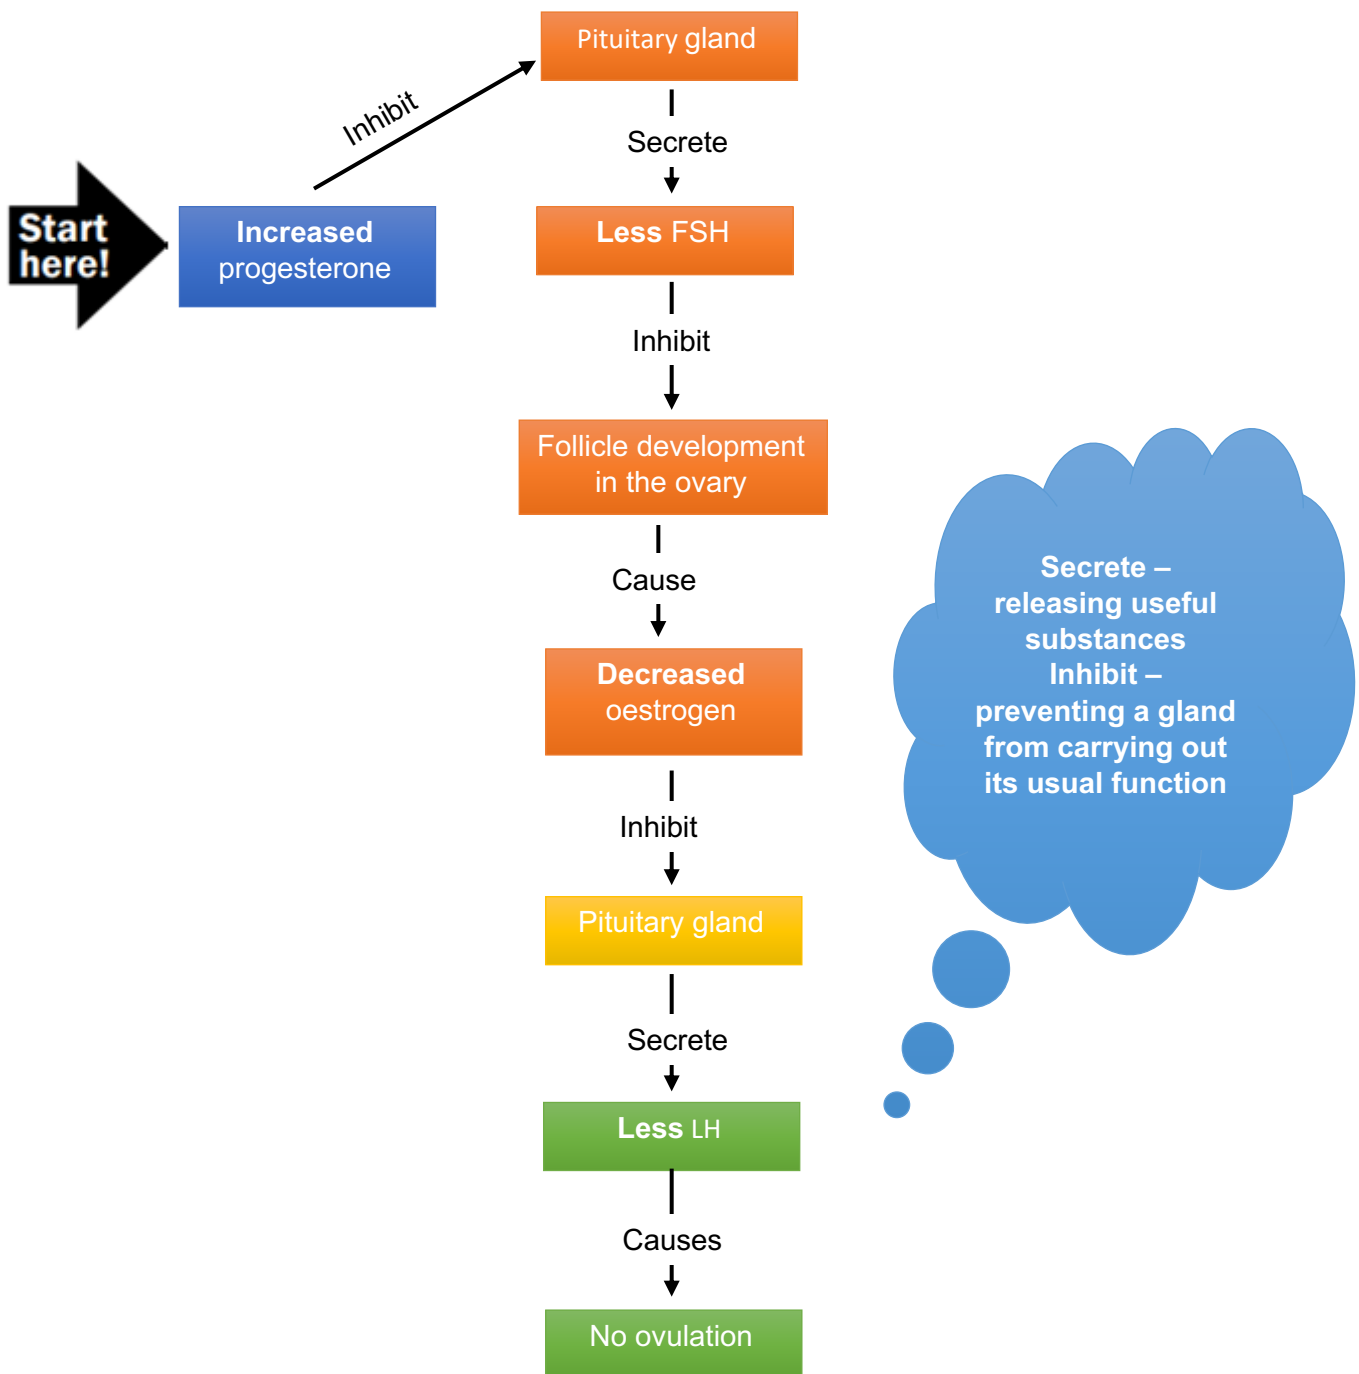 Start
here!
Increased
progesterone
Inhibit
Pituitary gland
Secrete
Less FSH
Inhibit
Follicle development
in the ovary
Cause
Decreased
oestrogen
Inhibit
Pituitary gland
Secrete
Less LH
Causes
No ovulation
Secrete –
releasing useful
substances
Inhibit –
preventing a gland
from carrying out
its usual function